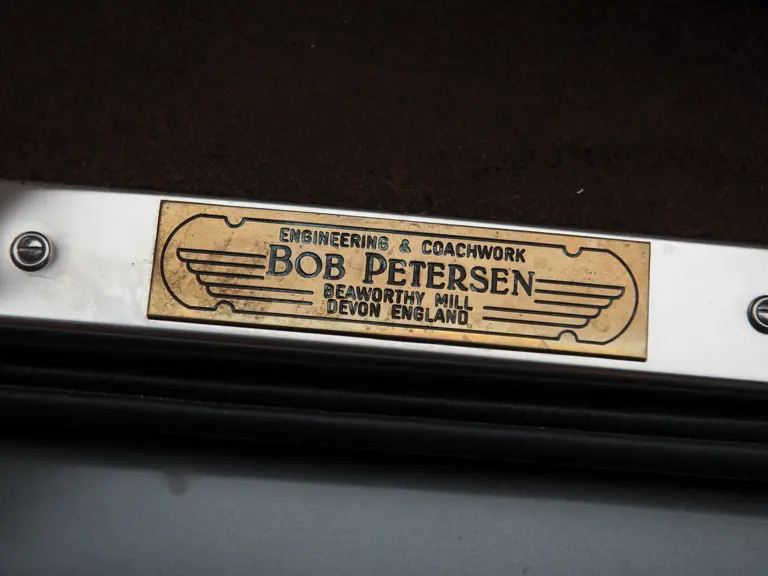 ENGINEERING & COACHWORK
BOB PETERSEN
BEAWORTHY MILL
DEVON ENGLAND